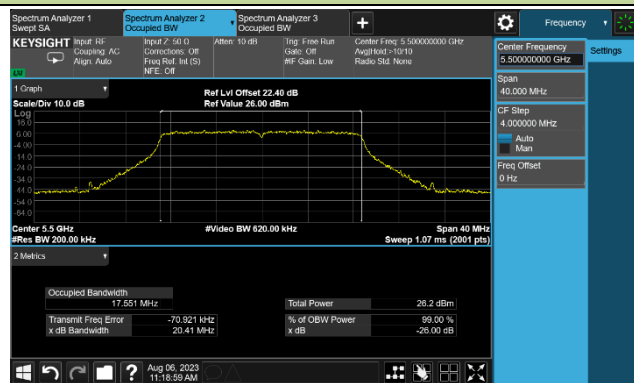 Spectrum Analyzer 1
Swept SA
Spectrum Analyzer 2
Occupied BW
Spectrum Analyzer 3
Occupied BW
Frequency
KEYSIGHT
Input: RF
Coupling: AC
Align: Auto
Input Z: 50 Ω
Corrections: Off
Freq Ref: Int (S)
NFE: Off
Atten: 10 dB
Trig: Free Run
Gate: Off
#IF Gain: Low
Center Freq: 5.500000000 GHz
Avg|Hold:>10/10
Radio Std: None
Center Frequency
5.500000000 GHz
Settings
Span
40.000 MHz
CF Step
4.000000 MHz
Auto
Man
Freq Offset
0 Hz
1 Graph
Scale/Div 10.0 dB
Ref Lvl Offset 22.40 dB
Ref Value 26.00 dBm
Log
16.0
6.00
-4.00
-14.0
-24.0
-34.0
-44.0
-54.0
-64.0
Center 5.5 GHz
#Res BW 200.00 kHz
#Video BW 620.00 kHz
Span 40 MHz
Sweep 1.07 ms (2001 pts)
2 Metrics
Occupied Bandwidth
17.551 MHz
Total Power 26.2 dBm
Transmit Freq Error -70.921 kHz
% of OBW Power 99.00 %
x dB Bandwidth 20.41 MHz
x dB -26.00 dB
Aug 06, 2023
11:18:59 AM